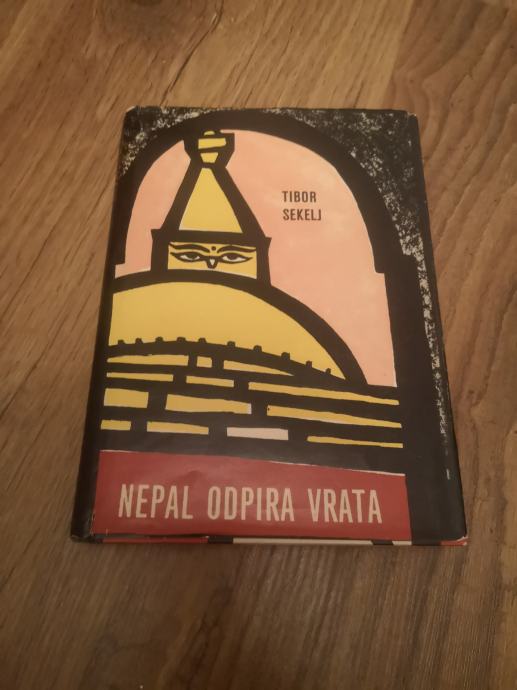 TIBOR
SEKELJ
NEPAL ODPIRA VRATA